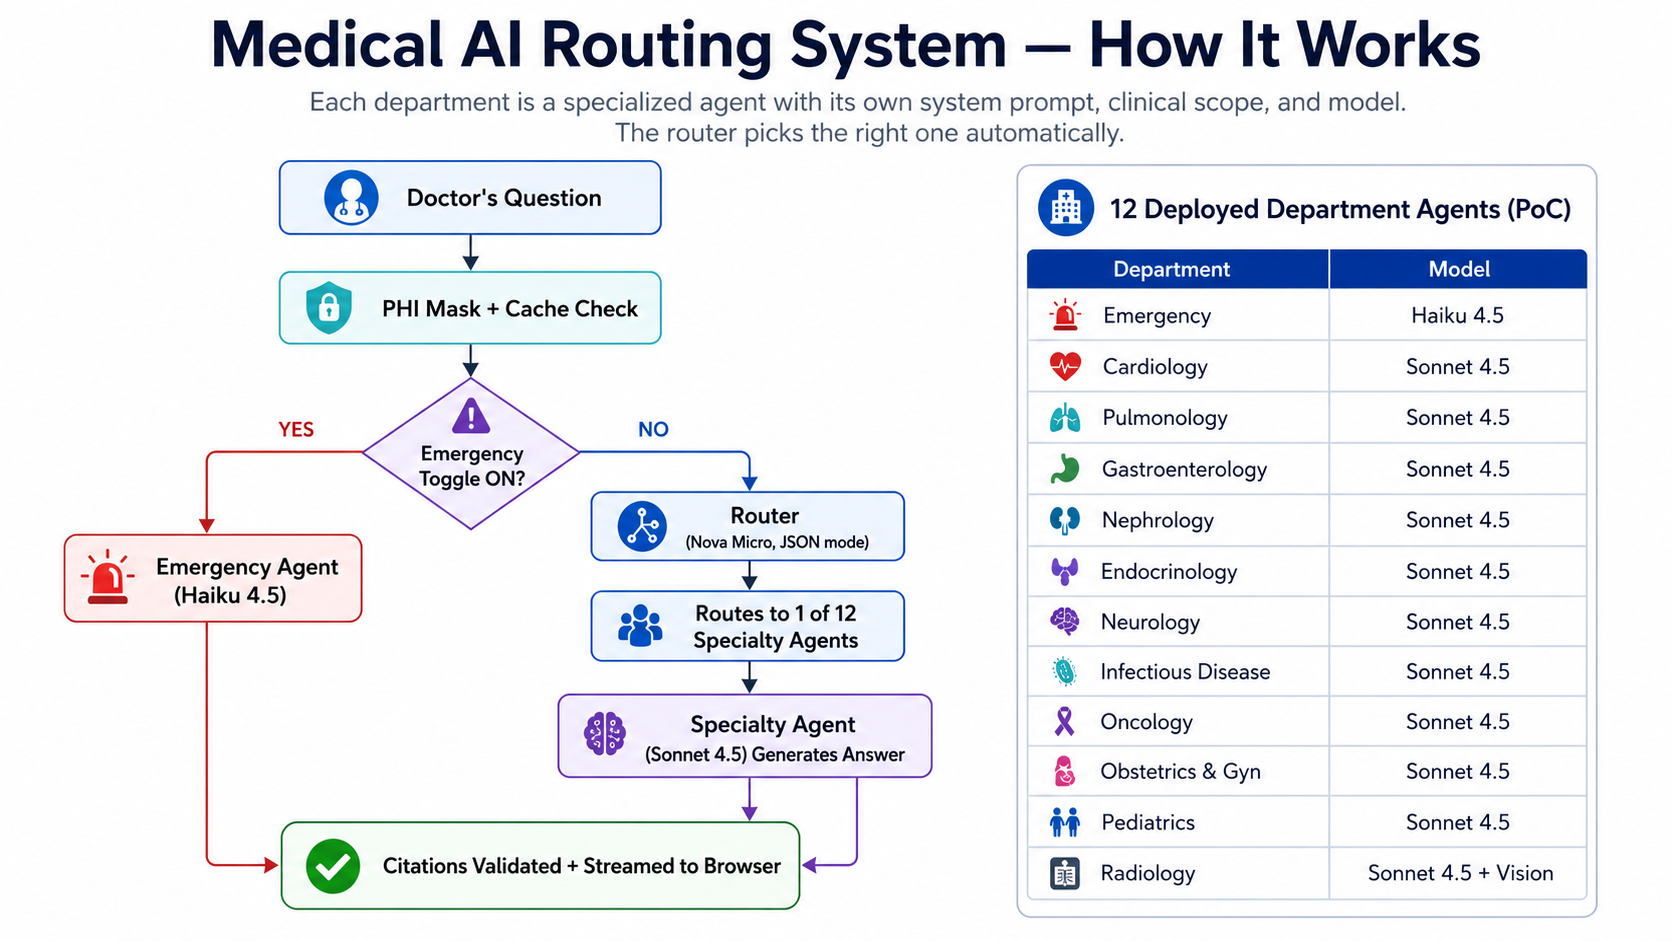 Medical AI Routing System — How It Works
Each department is a specialized agent with its own system prompt, clinical scope, and model.
The router picks the right one automatically.
Doctor's Question
PHI Mask + Cache Check
Emergency
Toggle ON?
YES
NO
Emergency Agent
(Haiku 4.5)
Router
(Nova Micro, JSON mode)
Routes to 1 of 12
Specialty Agents
Specialty Agent
(Sonnet 4.5) Generates Answer
Citations Validated + Streamed to Browser
12 Deployed Department Agents (PoC)
Department Model
Emergency Haiku 4.5
Cardiology Sonnet 4.5
Pulmonology Sonnet 4.5
Gastroenterology Sonnet 4.5
Nephrology Sonnet 4.5
Endocrinology Sonnet 4.5
Neurology Sonnet 4.5
Infectious Disease Sonnet 4.5
Oncology Sonnet 4.5
Obstetrics & Gyn Sonnet 4.5
Pediatrics Sonnet 4.5
Radiology Sonnet 4.5 + Vision